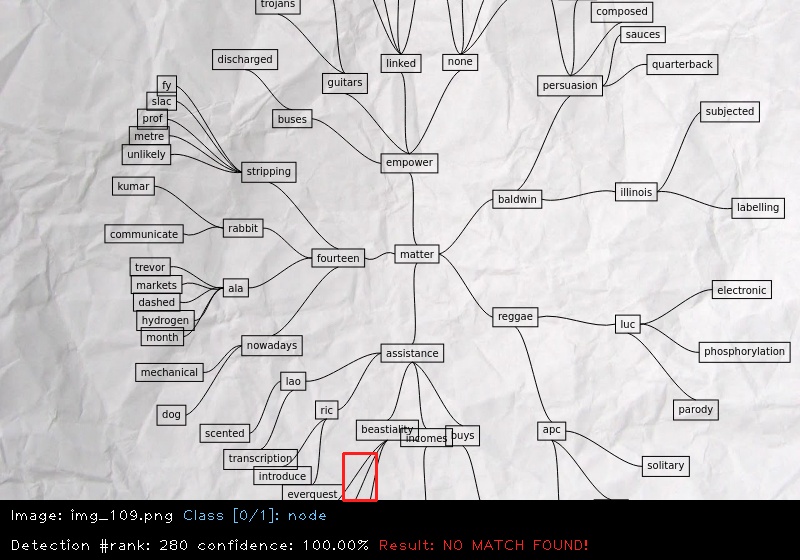 trojans
composed
sauces
linked
none
discharged
quarterback
guitars
persuasion
fy
slac
subjected
prof
buses
metre
unlikely
empower
stripping
kumar
illinois
baldwin
labelling
communicate
rabbit
matter
fourteen
trevor
markets
ala
electronic
dashed
hydrogen
reggae
luc
month
nowadays
assistance
phosphorylation
mechanical
lao
dog
ric
parody
scented
beastiality
incomes
buys
apc
transcription
solitary
introduce
everquest
Image: img_109.png Class [0/1]: node
Detection #rank: 280 confidence: 100.00% Result: NO MATCH FOUND!